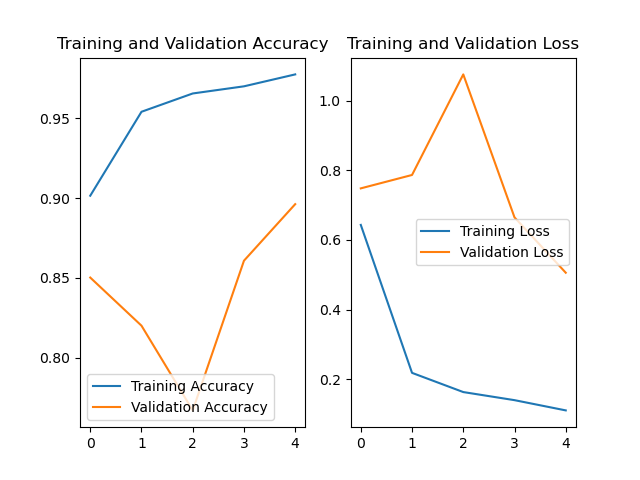 Training and Validation Accuracy
0.95
0.90
0.85
0.80
Training Accuracy
Validation Accuracy
0 1 2 3 4
Training and Validation Loss
1.0
0.8
0.6
0.4
0.2
Training Loss
Validation Loss
0 1 2 3 4